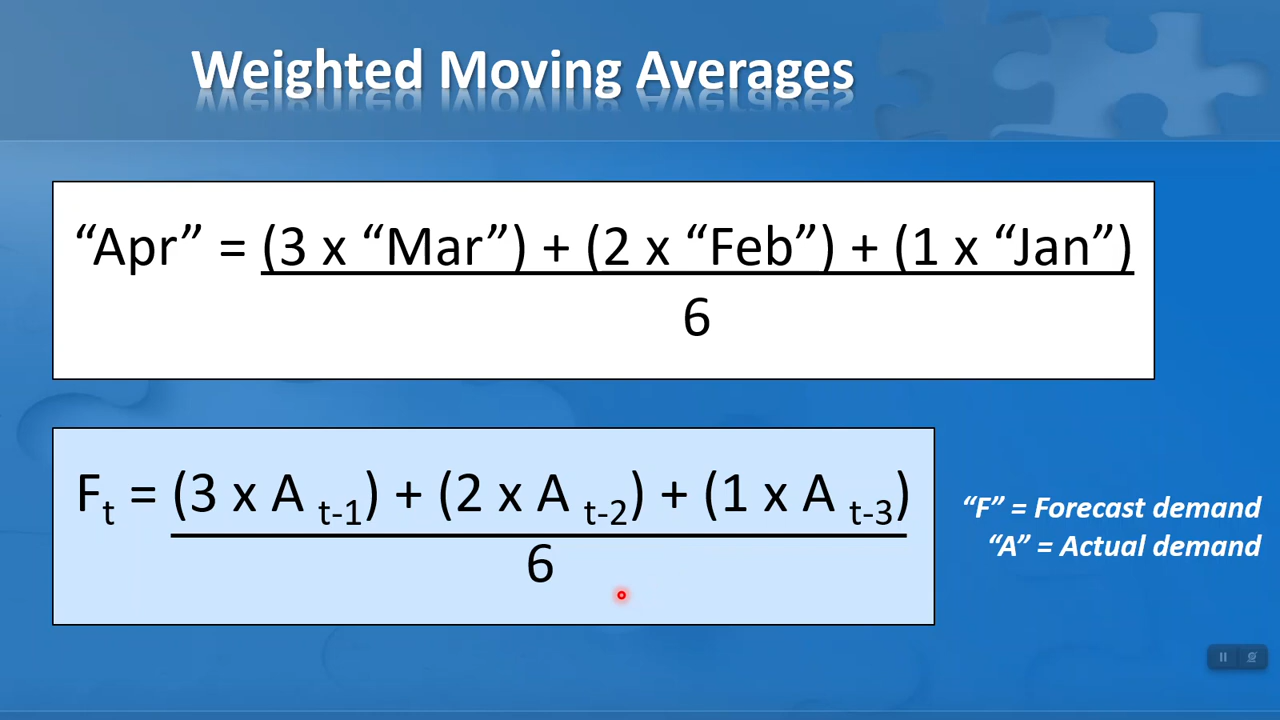 Weighted Moving Averages
“Apr” = (3 x “Mar”) + (2 x “Feb”) + (1 x “Jan”)
6
Ft = (3 x A t-1) + (2 x A t-2) + (1 x A t-3)
6
“F” = Forecast demand
“A” = Actual demand